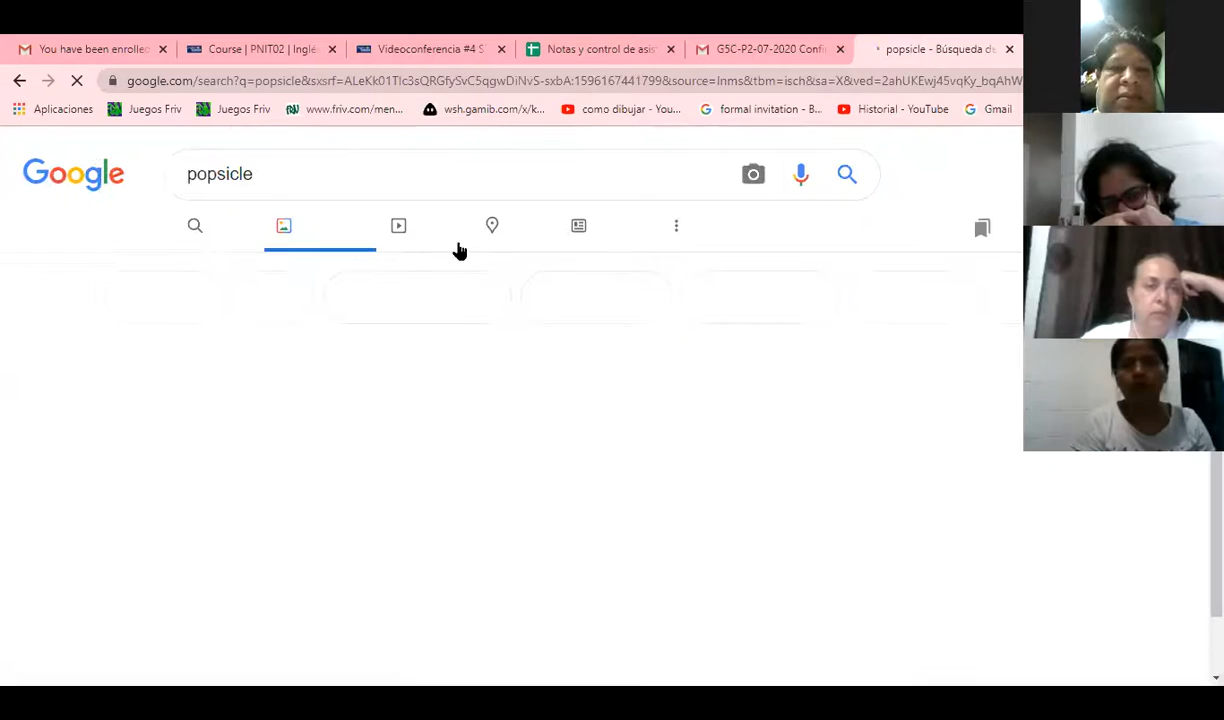 You have been enrolled
Course | PNIT02 | Inglé
Videoconferencia #4 S
Notas y control de asis
G5C-P2-07-2020 Confi
popsicle - Búsqueda de
google.com/search?q=popsicle&sxsrf=ALeKk01Tlc3sQRGfySvC5qgwDiNvS-sxbA:1596167441799&source=lnms&tbm=isch&sa=X&ved=2ahUKEwj45vqKy_bqAhW
Aplicaciones
Juegos Friv
Juegos Friv
www.friv.com/men...
wsh.gamib.com/x/k...
como dibujar - You...
formal invitation - B...
Historial - YouTube
Gmail
Google
popsicle